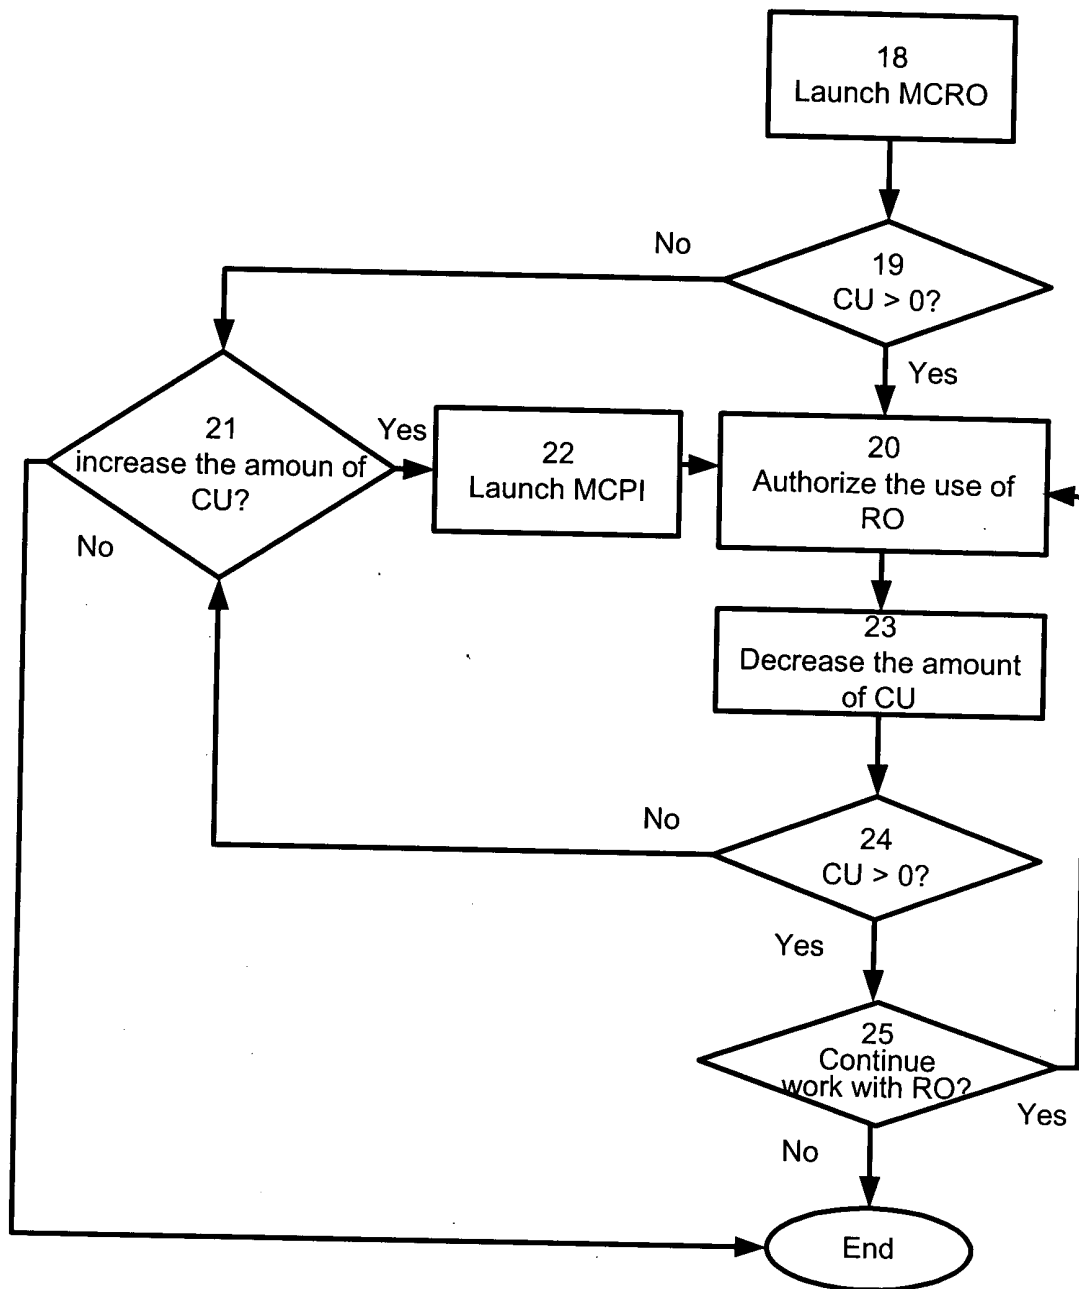 18
Launch MCRO
No
19
CU > 0?
Yes
21
increase the amoun of
CU?
Yes
No
22
Launch MCPI
20
Authorize the use of
RO
23
Decrease the amount
of CU
No
24
CU > 0?
Yes
25
Continue
work with RO?
Yes
No
End